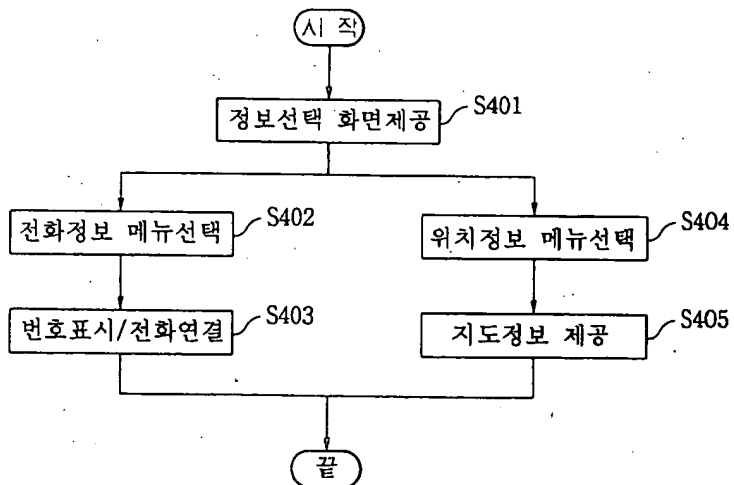 시 작
정보선택 화면제공
S401
전화정보 메뉴선택
S402
위치정보 메뉴선택
S404
번호표시/전화연결
S403
지도정보 제공
S405
끝